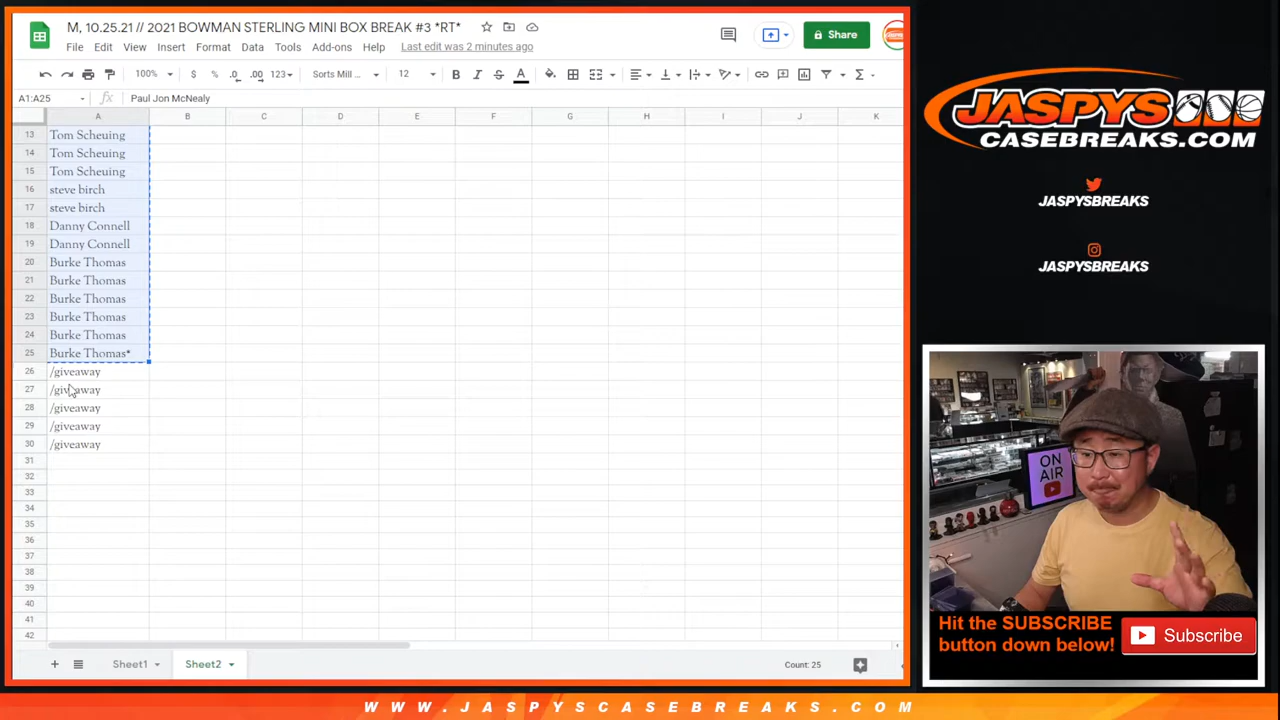 M, 10.25.21 // 2021 BOWMAN STERLING MINI BOX BREAK #3 *RT*
File Edit View Insert Format Data Tools Add-ons Help Last edit was 2 minutes ago
Share
100% $ % .0 .00 123 Sorts Mill ... 12 B I S A
A1:A25 fx Paul Jon McNealy
A B C D E F G H I J K
13 Tom Scheuing
14 Tom Scheuing
15 Tom Scheuing
16 steve birch
17 steve birch
18 Danny Connell
19 Danny Connell
20 Burke Thomas
21 Burke Thomas
22 Burke Thomas
23 Burke Thomas
24 Burke Thomas
25 Burke Thomas*
26 /giveaway
27 /giveaway
28 /giveaway
29 /giveaway
30 /giveaway
31
32
33
34
35
36
37
38
39
40
41
42
+ Sheet1 Sheet2 Count: 25
JASPYS
CASEBREAKS.COM
JASPYSBREAKS
JASPYSBREAKS
ON
AIR
Hit the SUBSCRIBE
button down below!
Subscribe
WWW.JASPYSCASEBREAKS.COM